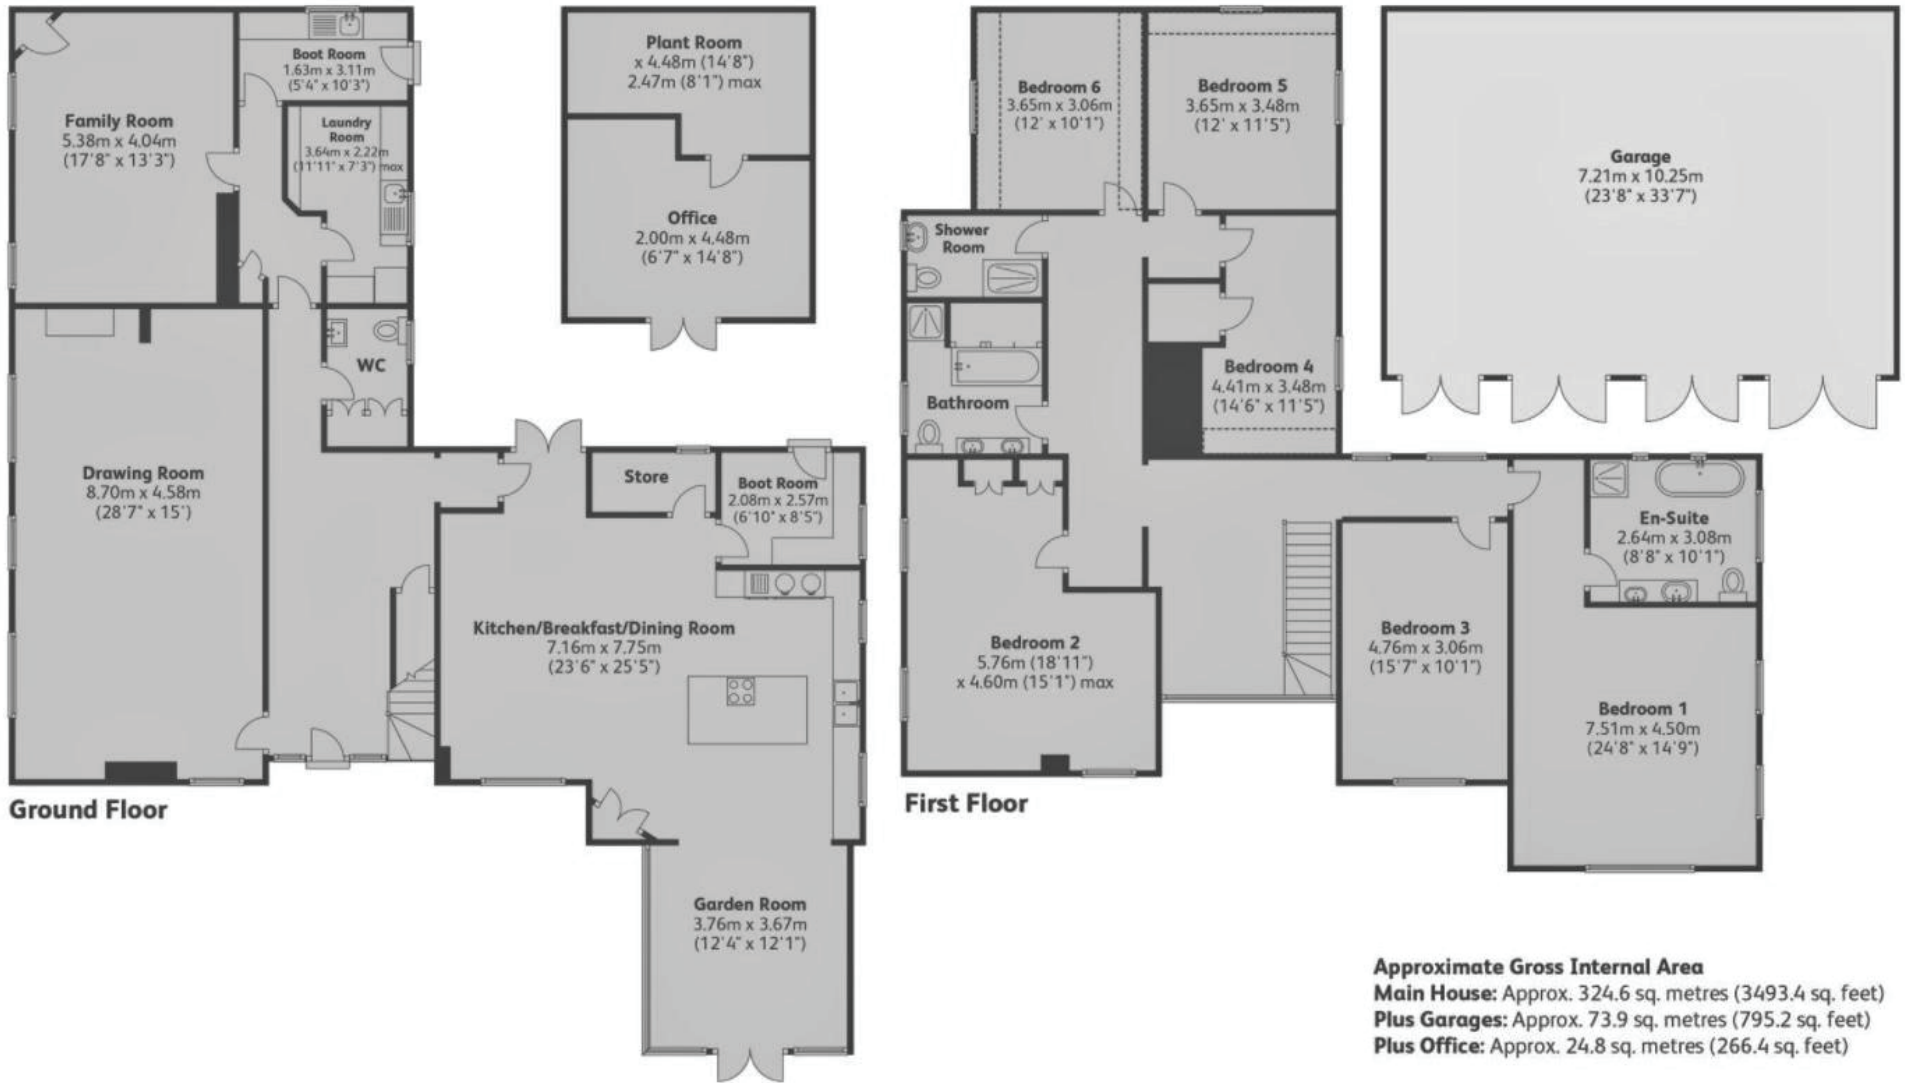 Boot Room
1.63m x 3.11m
(5'4" x 10'3")
Family Room
5.38m x 4.04m
(17'8" x 13'3")
Laundry
Room
3.64m x 2.22m
(11'11" x 7'3") max
WC
Drawing Room
8.70m x 4.58m
(28'7" x 15')
Store
Boot Room
2.08m x 2.57m
(6'10" x 8'5")
Kitchen/Breakfast/Dining Room
7.16m x 7.75m
(23'6" x 25'5")
Garden Room
3.76m x 3.67m
(12'4" x 12'1")
Ground Floor
Plant Room
x 4.48m (14'8")
2.47m (8'1") max
Office
2.00m x 4.48m
(6'7" x 14'8")
Bedroom 6
3.65m x 3.06m
(12' x 10'1")
Bedroom 5
3.65m x 3.48m
(12' x 11'5")
Shower
Room
Bathroom
Bedroom 4
4.41m x 3.48m
(14'6" x 11'5")
En-Suite
2.64m x 3.08m
(8'8" x 10'1")
Bedroom 2
5.76m (18'11")
x 4.60m (15'1") max
Bedroom 3
4.76m x 3.06m
(15'7" x 10'1")
Bedroom 1
7.51m x 4.50m
(24'8" x 14'9")
First Floor
Garage
7.21m x 10.25m
(23'8" x 33'7")
Approximate Gross Internal Area
Main House: Approx. 324.6 sq. metres (3493.4 sq. feet)
Plus Garages: Approx. 73.9 sq. metres (795.2 sq. feet)
Plus Office: Approx. 24.8 sq. metres (266.4 sq. feet)